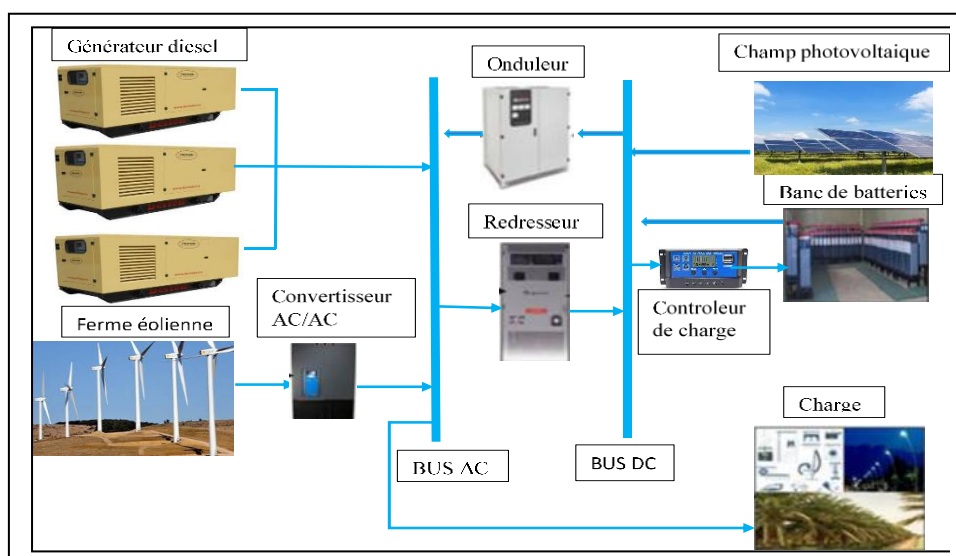 Générateur diesel
Onduleur
Champ photovoltaique
Banc de batteries
Redresseur
Convertisseur
AC/AC
Controleur
de charge
Ferme éolienne
Charge
BUS AC
BUS DC